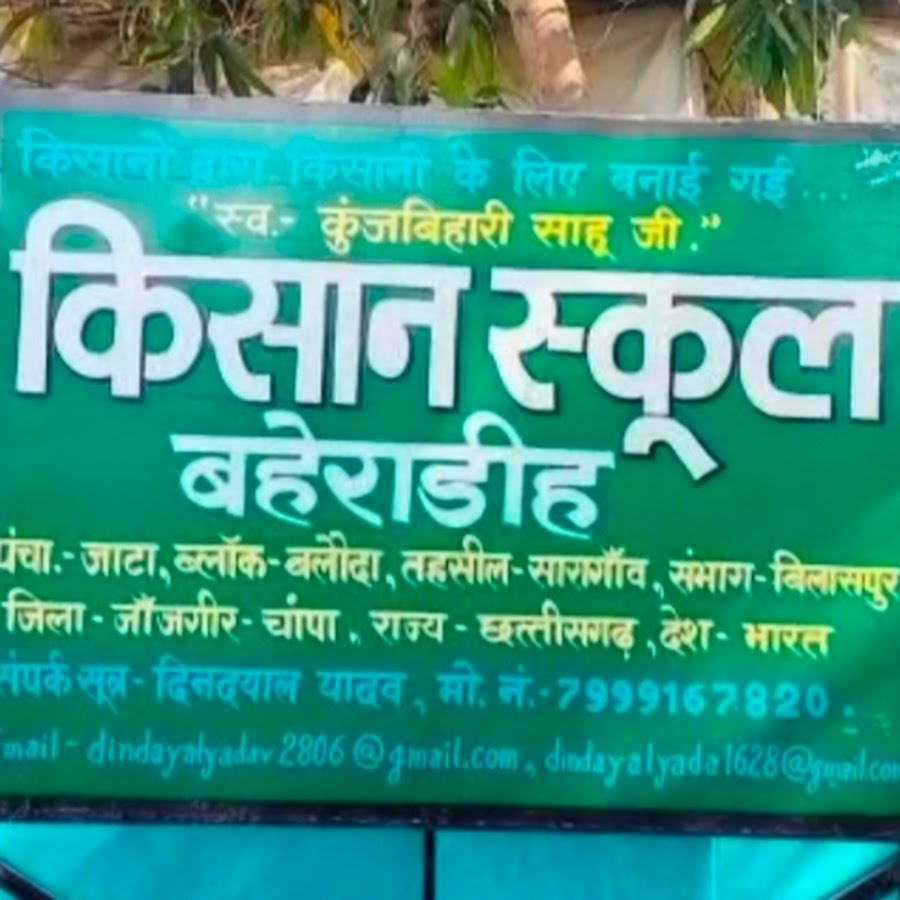 किसानो द्वारा किसानों के लिए बनाई गई...
"स्व.- कुंजबिहारी साहू जी."
किसान स्कूल
बहेराडीह
पंचा.- जाटा, ब्लॉक- बलौदा, तहसील- सारागाँव, संभाग- बिलासपुर
जिला - जाँजगीर- चांपा, राज्य - छत्तीसगढ़, देश- भारत
संपर्क सूत्र- दिनदयाल यादव, मो. नं.- 7999167820.
mail - dindayalyadav2806@gmail.com, dindayalyada1628@gmail.com